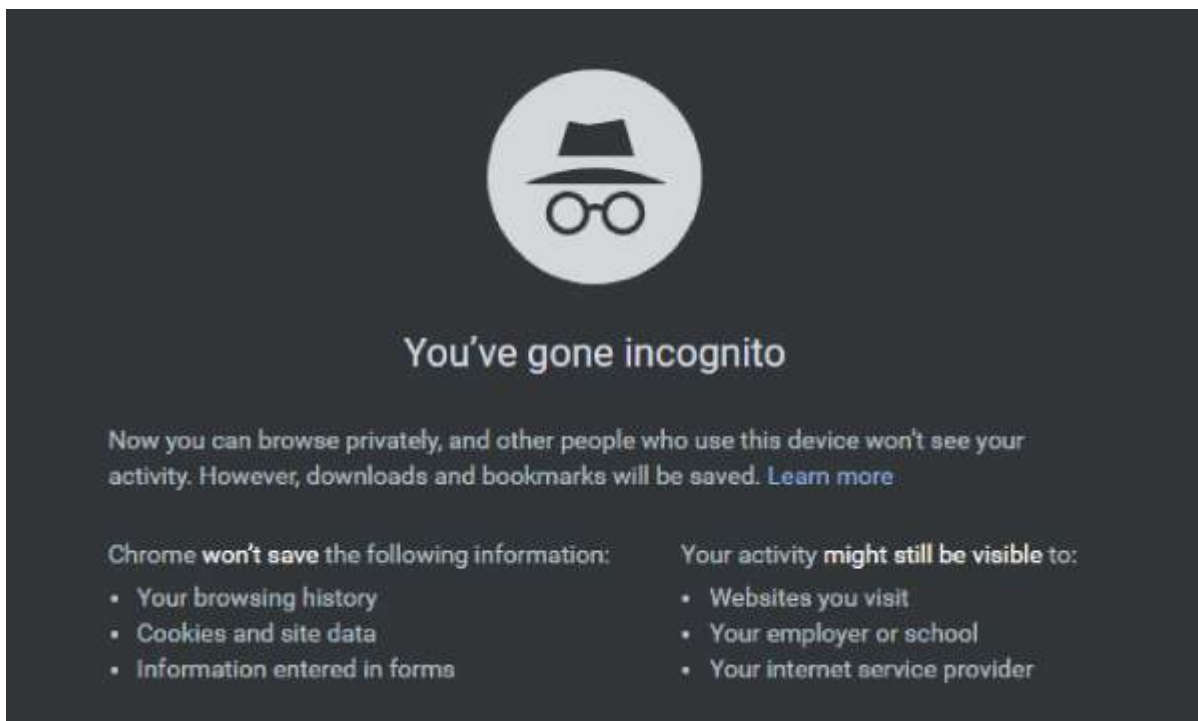 You've gone incognito
Now you can browse privately, and other people who use this device won't see your
activity. However, downloads and bookmarks will be saved. Learn more
Chrome won't save the following information:
• Your browsing history
• Cookies and site data
• Information entered in forms
Your activity might still be visible to:
• Websites you visit
• Your employer or school
• Your internet service provider